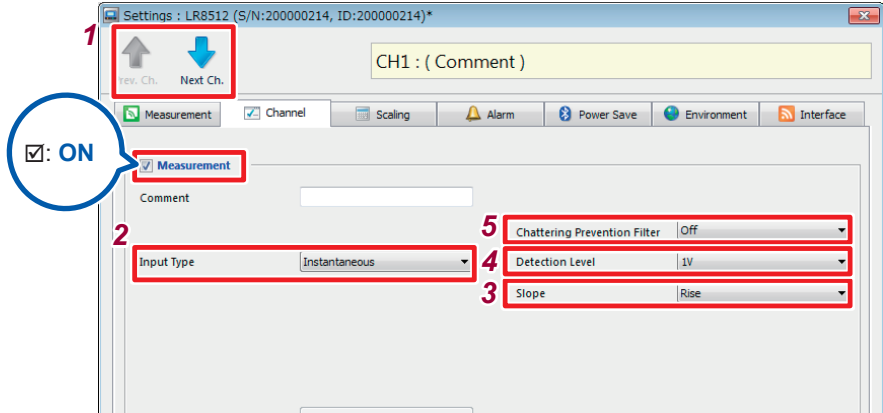 Settings : LR8512 (S/N:200000214, ID:200000214)*
1
Next Ch.
CH1 : ( Comment )
Measurement Channel Scaling Alarm Power Save Environment Interface
☑: ON
Measurement
Comment
5 Chattering Prevention Filter Off
2
Input Type Instantaneous
4 Detection Level 1V
3 Slope Rise